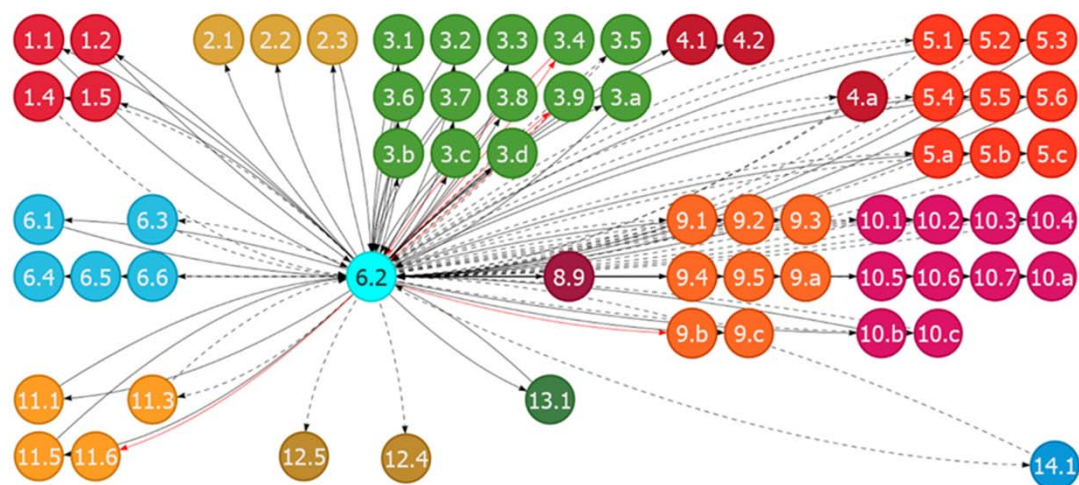 1.1 1.2 2.1 2.2 2.3 3.1 3.2 3.3 3.4 3.5 4.1 4.2 5.1 5.2 5.3
1.4 1.5 3.6 3.7 3.8 3.9 3.a 4.a 5.4 5.5 5.6
3.b 3.c 3.d 5.a 5.b 5.c
6.1 6.3 9.1 9.2 9.3 10.1 10.2 10.3 10.4
6.4 6.5 6.6 6.2 8.9 9.4 9.5 9.a 10.5 10.6 10.7 10.a
9.b 9.c 10.b 10.c
11.1 11.3 13.1
11.5 11.6 12.5 12.4 14.1